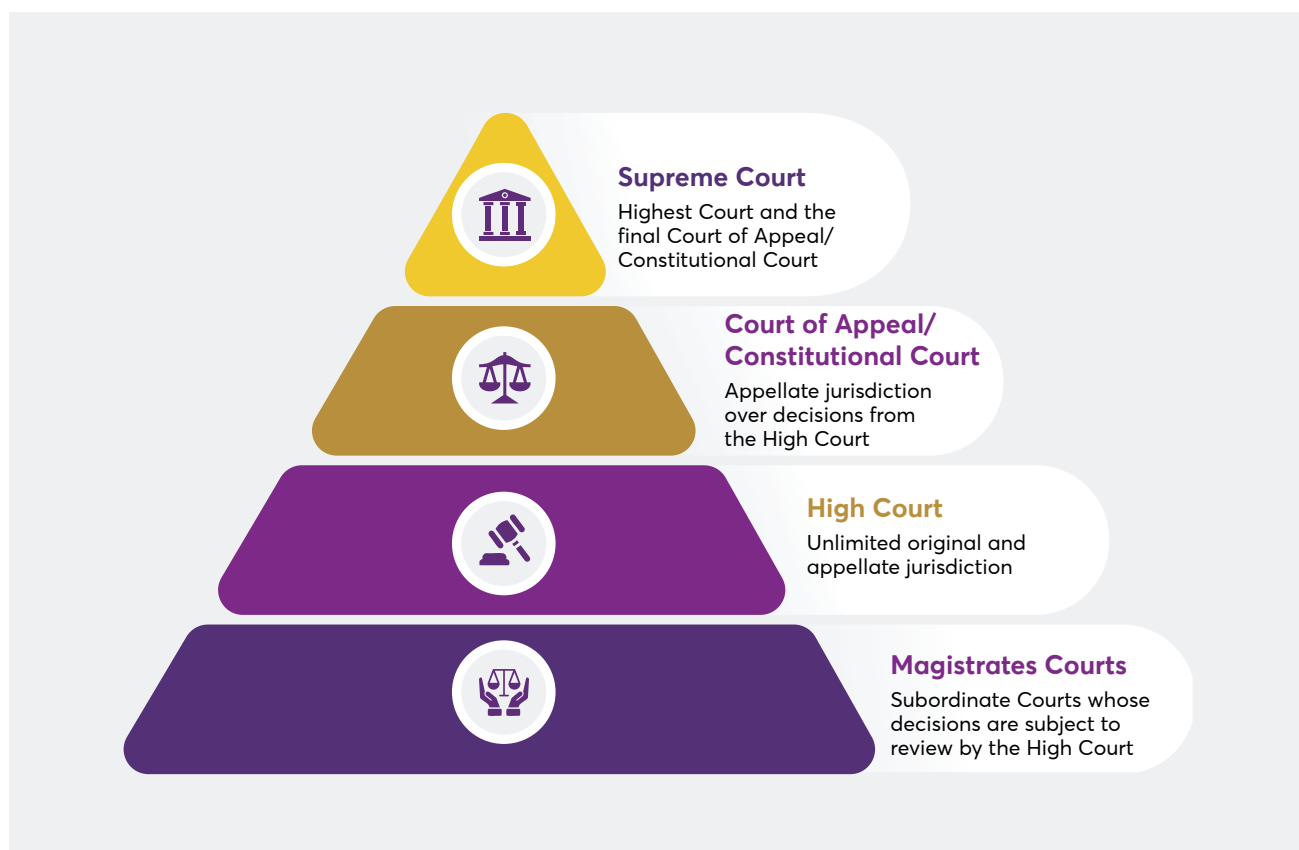 Supreme Court
Highest Court and the
final Court of Appeal/
Constitutional Court
Court of Appeal/
Constitutional Court
Appellate jurisdiction
over decisions from
the High Court
High Court
Unlimited original and
appellate jurisdiction
Magistrates Courts
Subordinate Courts whose
decisions are subject to
review by the High Court